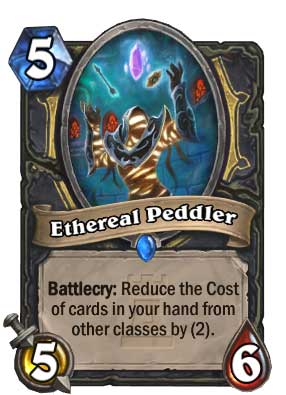 5
Ethereal Peddler
Battlecry: Reduce the Cost
of cards in your hand from
other classes by (2).
5
6